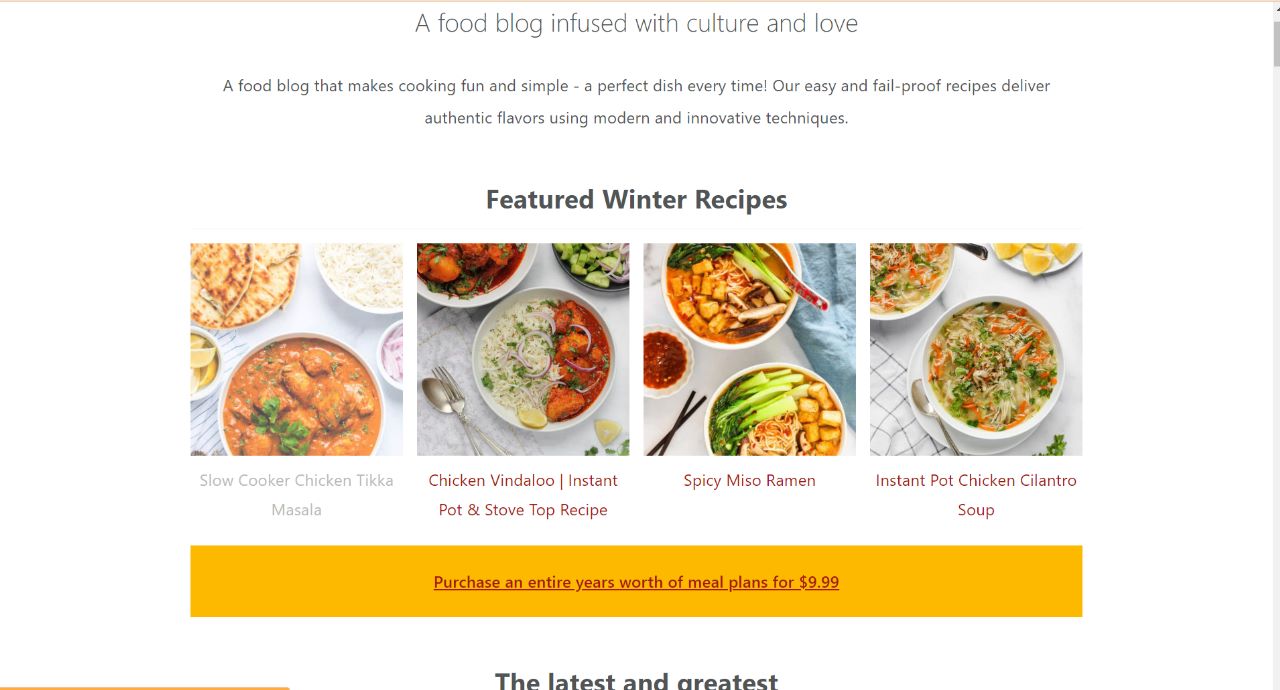 A food blog infused with culture and love
A food blog that makes cooking fun and simple - a perfect dish every time! Our easy and fail-proof recipes deliver
authentic flavors using modern and innovative techniques.
Featured Winter Recipes
Slow Cooker Chicken Tikka
Masala
Chicken Vindaloo | Instant
Pot & Stove Top Recipe
Spicy Miso Ramen
Instant Pot Chicken Cilantro
Soup
Purchase an entire years worth of meal plans for $9.99
The latest and greatest